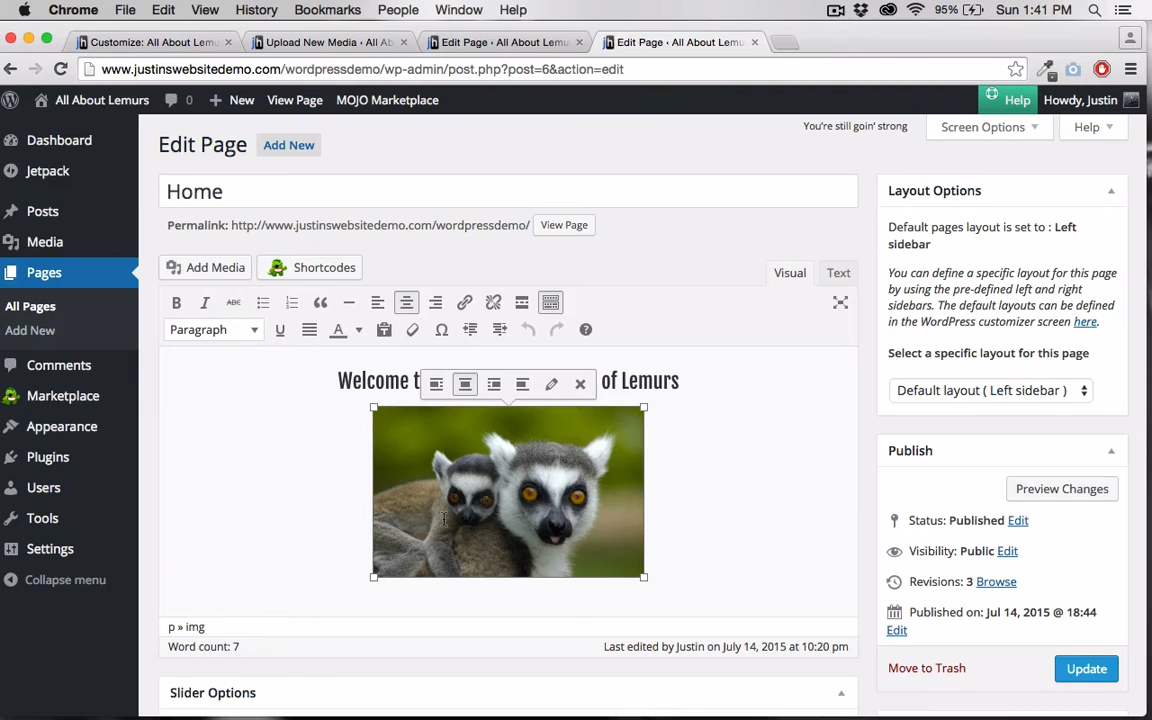 Chrome File Edit View History Bookmarks People Window Help 95% Sun 1:41 PM
Customize: All About Lemu
Upload New Media ‹ All Ab
Edit Page ‹ All About Lemu
Edit Page ‹ All About Lemu
www.justinswebsitedemo.com/wordpressdemo/wp-admin/post.php?post=6&action=edit
All About Lemurs 0 New View Page MOJO Marketplace Help Howdy, Justin
Dashboard
Jetpack
Posts
Media
Pages
All Pages
Add New
Comments
Marketplace
Appearance
Plugins
Users
Tools
Settings
Collapse menu
You're still goin' strong
Screen Options
Help
Edit Page Add New
Home
Permalink: http://www.justinswebsitedemo.com/wordpressdemo/ View Page
Add Media Shortcodes
Visual Text
B I ABC
Paragraph U A Ω
Welcome t of Lemurs
p » img
Word count: 7
Last edited by Justin on July 14, 2015 at 10:20 pm
Slider Options
Layout Options
Default pages layout is set to : Left
sidebar
You can define a specific layout for this page
by using the pre-defined left and right
sidebars. The default layouts can be defined
in the WordPress customizer screen here.
Select a specific layout for this page
Default layout ( Left sidebar )
Publish
Preview Changes
Status: Published Edit
Visibility: Public Edit
Revisions: 3 Browse
Published on: Jul 14, 2015 @ 18:44
Edit
Move to Trash
Update